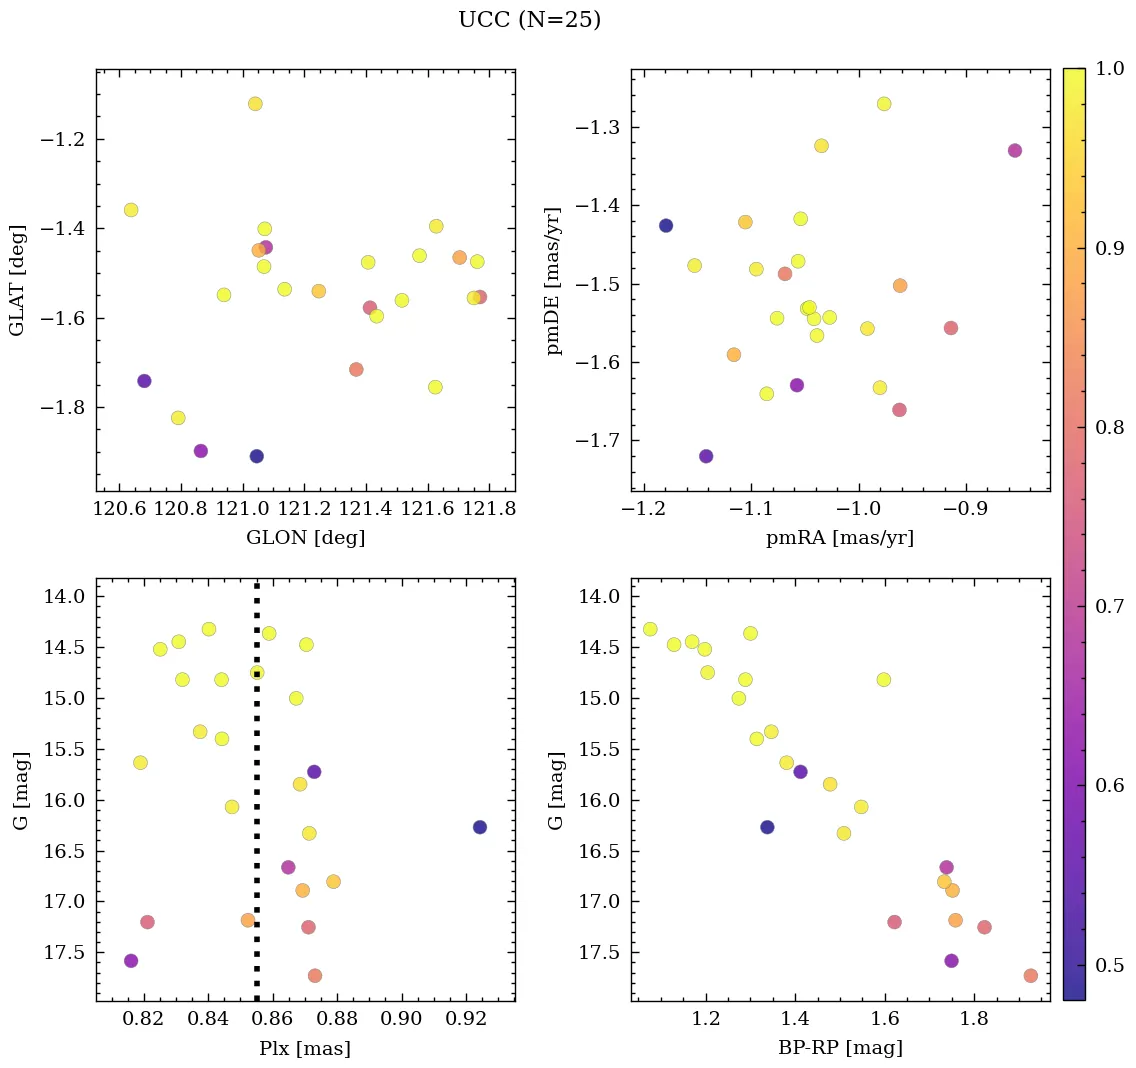 UCC (N=25)
−1.2
−1.4
−1.6
−1.8
GLAT [deg]
120.6 120.8 121.0 121.2 121.4 121.6 121.8
GLON [deg]
−1.3
−1.4
−1.5
−1.6
−1.7
pmDE [mas/yr]
−1.2 −1.1 −1.0 −0.9
pmRA [mas/yr]
14.0
14.5
15.0
15.5
16.0
16.5
17.0
17.5
G [mag]
0.82 0.84 0.86 0.88 0.90 0.92
Plx [mas]
14.0
14.5
15.0
15.5
16.0
16.5
17.0
17.5
G [mag]
1.2 1.4 1.6 1.8
BP-RP [mag]
1.0
0.9
0.8
0.7
0.6
0.5